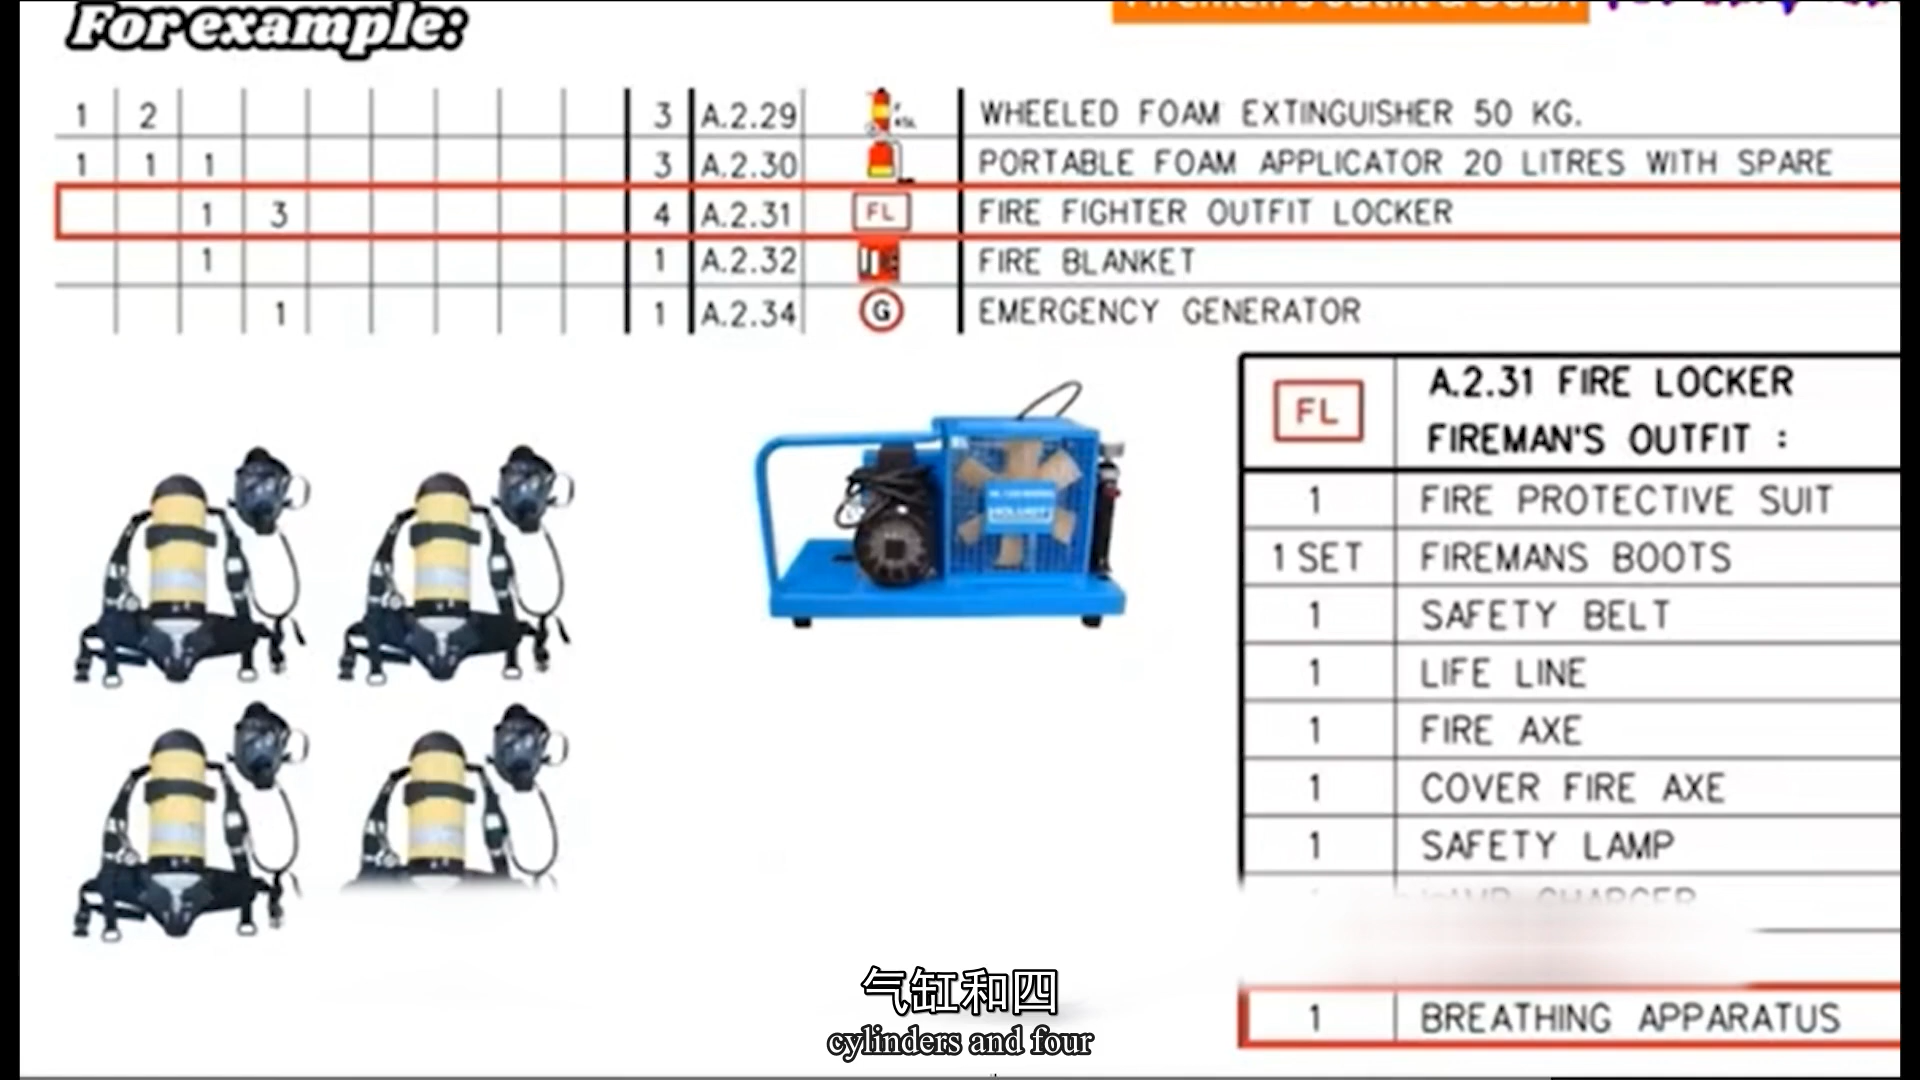 For example:
1 2 3 A.2.29 WHEELED FOAM EXTINGUISHER 50 KG.
1 1 1 3 A.2.30 PORTABLE FOAM APPLICATOR 20 LITRES WITH SPARE
1 3 4 A.2.31 FL FIRE FIGHTER OUTFIT LOCKER
1 1 A.2.32 FIRE BLANKET
1 1 A.2.34 G EMERGENCY GENERATOR
FL A.2.31 FIRE LOCKER
FIREMAN'S OUTFIT :
1 FIRE PROTECTIVE SUIT
1 SET FIREMANS BOOTS
1 SAFETY BELT
1 LIFE LINE
1 FIRE AXE
1 COVER FIRE AXE
1 SAFETY LAMP
1 BREATHING APPARATUS
气缸和四
cylinders and four